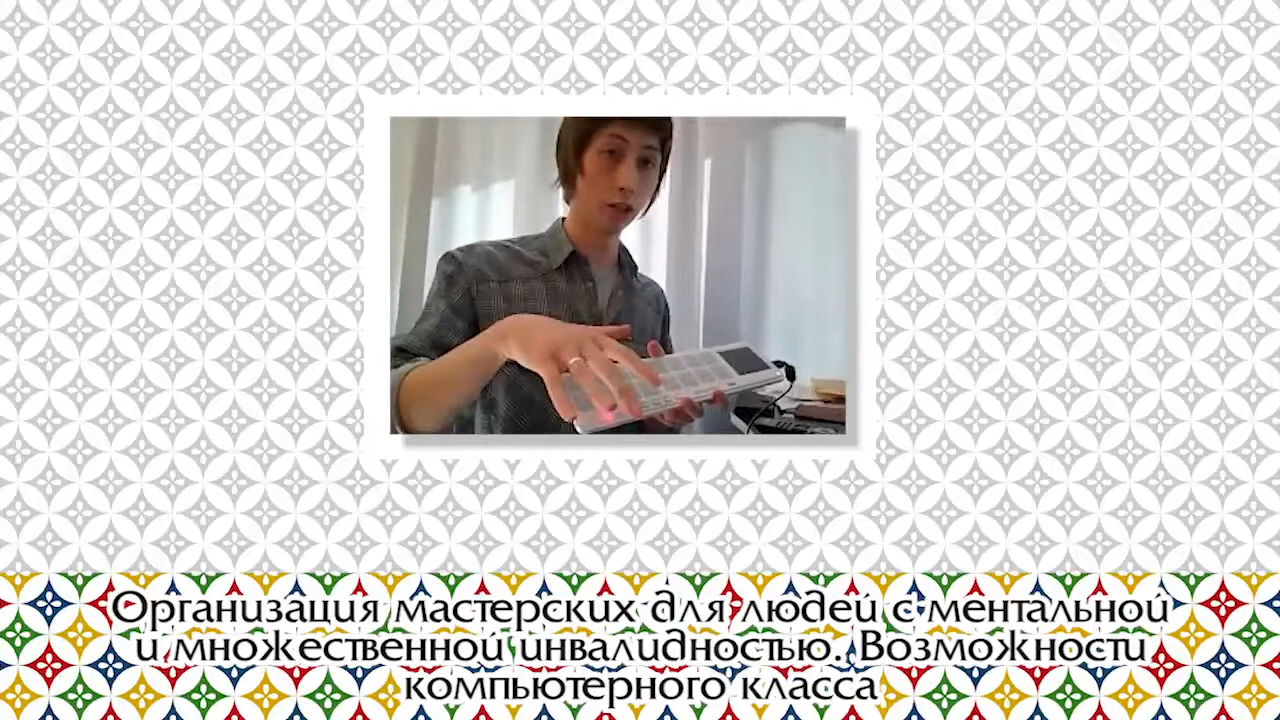 Организация мастерских для людей с ментальной
и множественной инвалидностью. Возможности
компьютерного класса